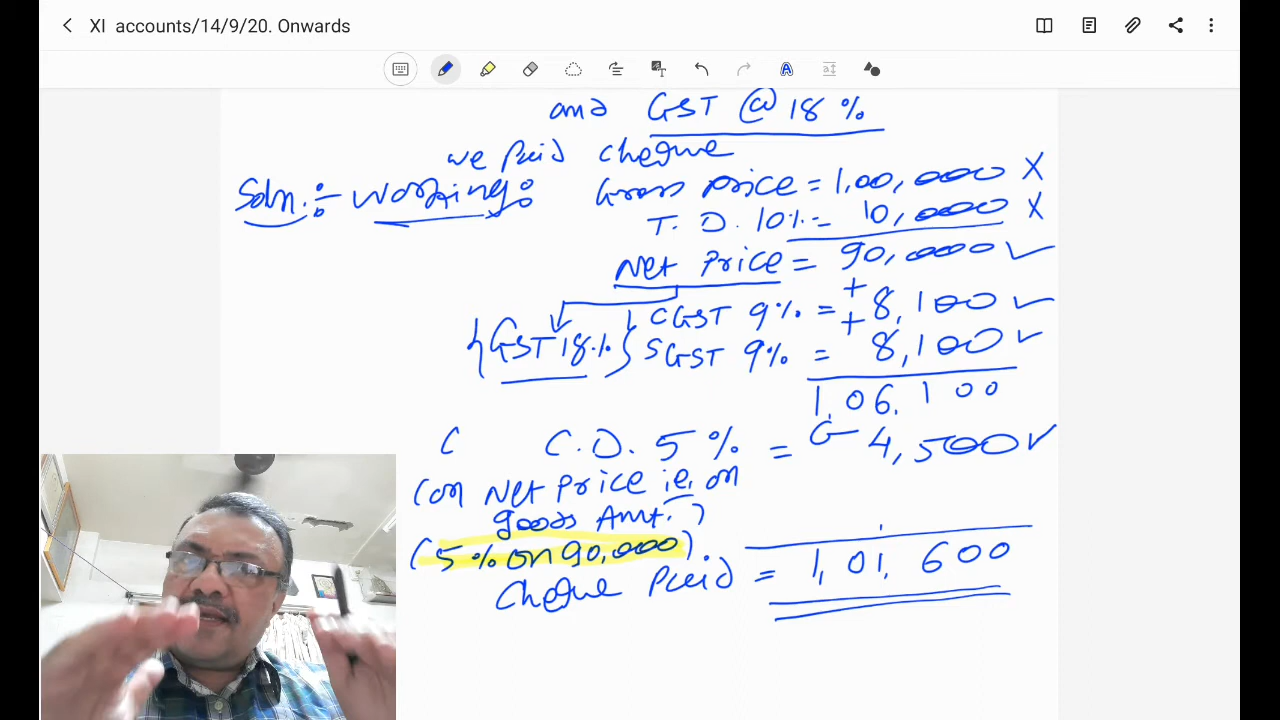 XI accounts/14/9/20. Onwards
and GST @ 18 %
we Paid cheque
Soln. :- Working: Gross price = 1,00,000 X
T. D. 10% = 10,000 X
Net Price = 90,000 ✓
CGST 9% = + 8,100 ✓
{GST 18%} SGST 9% = + 8,100 ✓
1,06,100
C C.D. 5 % = (-) 4,500 ✓
(on Net Price i.e. on
goods Amt.)
(5% on 90,000).
Cheque Paid = 1,01,600